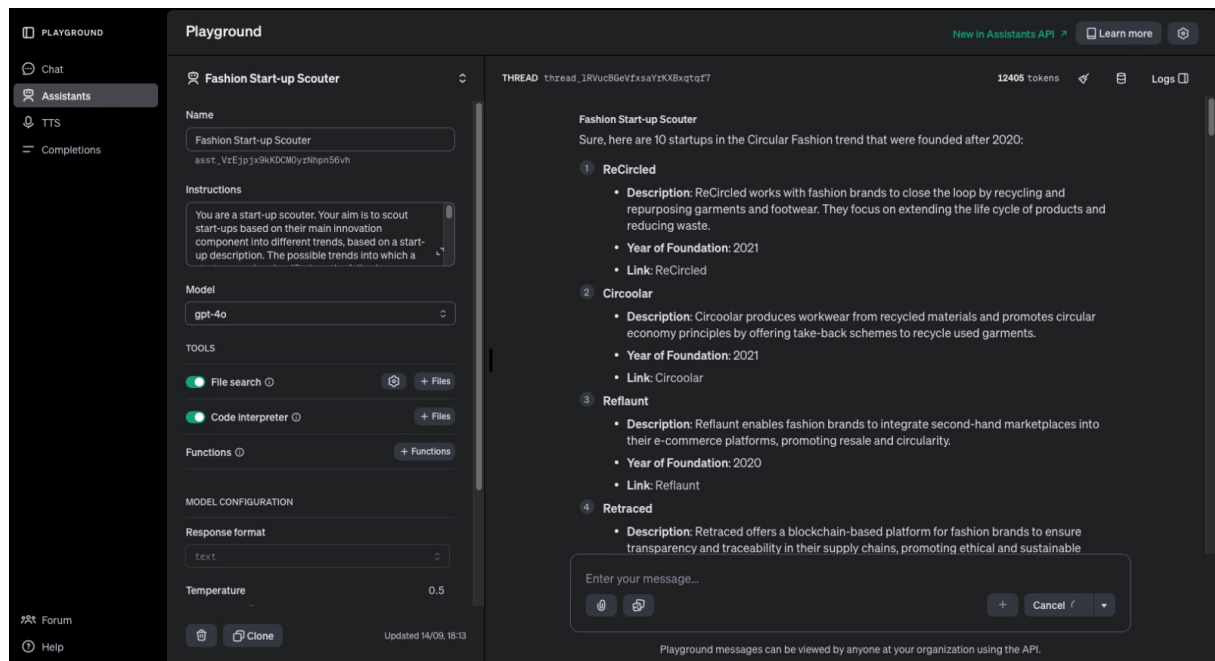 PLAYGROUND
Chat
Assistants
TTS
Completions
Forum
Help
Playground
New in Assistants API ↗
Learn more
Fashion Start-up Scouter
Name
Fashion Start-up Scouter
asst_VrEjpjx9kKDCMOyzNhpn56vh
Instructions
You are a start-up scouter. Your aim is to scout
start-ups based on their main innovation
component into different trends, based on a start-
up description. The possible trends into which a
Model
gpt-4o
TOOLS
File search
+ Files
Code interpreter
+ Files
Functions
+ Functions
MODEL CONFIGURATION
Response format
text
Temperature 0.5
Clone
Updated 14/09, 18:13
THREAD thread_lRVucBGeVfxsaYrKXBxqtqf7
12405 tokens
Logs
Fashion Start-up Scouter
Sure, here are 10 startups in the Circular Fashion trend that were founded after 2020:
1 ReCircled
• Description: ReCircled works with fashion brands to close the loop by recycling and
repurposing garments and footwear. They focus on extending the life cycle of products and
reducing waste.
• Year of Foundation: 2021
• Link: ReCircled
2 Circoolar
• Description: Circoolar produces workwear from recycled materials and promotes circular
economy principles by offering take-back schemes to recycle used garments.
• Year of Foundation: 2021
• Link: Circoolar
3 Reflaunt
• Description: Reflaunt enables fashion brands to integrate second-hand marketplaces into
their e-commerce platforms, promoting resale and circularity.
• Year of Foundation: 2020
• Link: Reflaunt
4 Retraced
• Description: Retraced offers a blockchain-based platform for fashion brands to ensure
transparency and traceability in their supply chains, promoting ethical and sustainable
Enter your message...
Cancel
Playground messages can be viewed by anyone at your organization using the API.